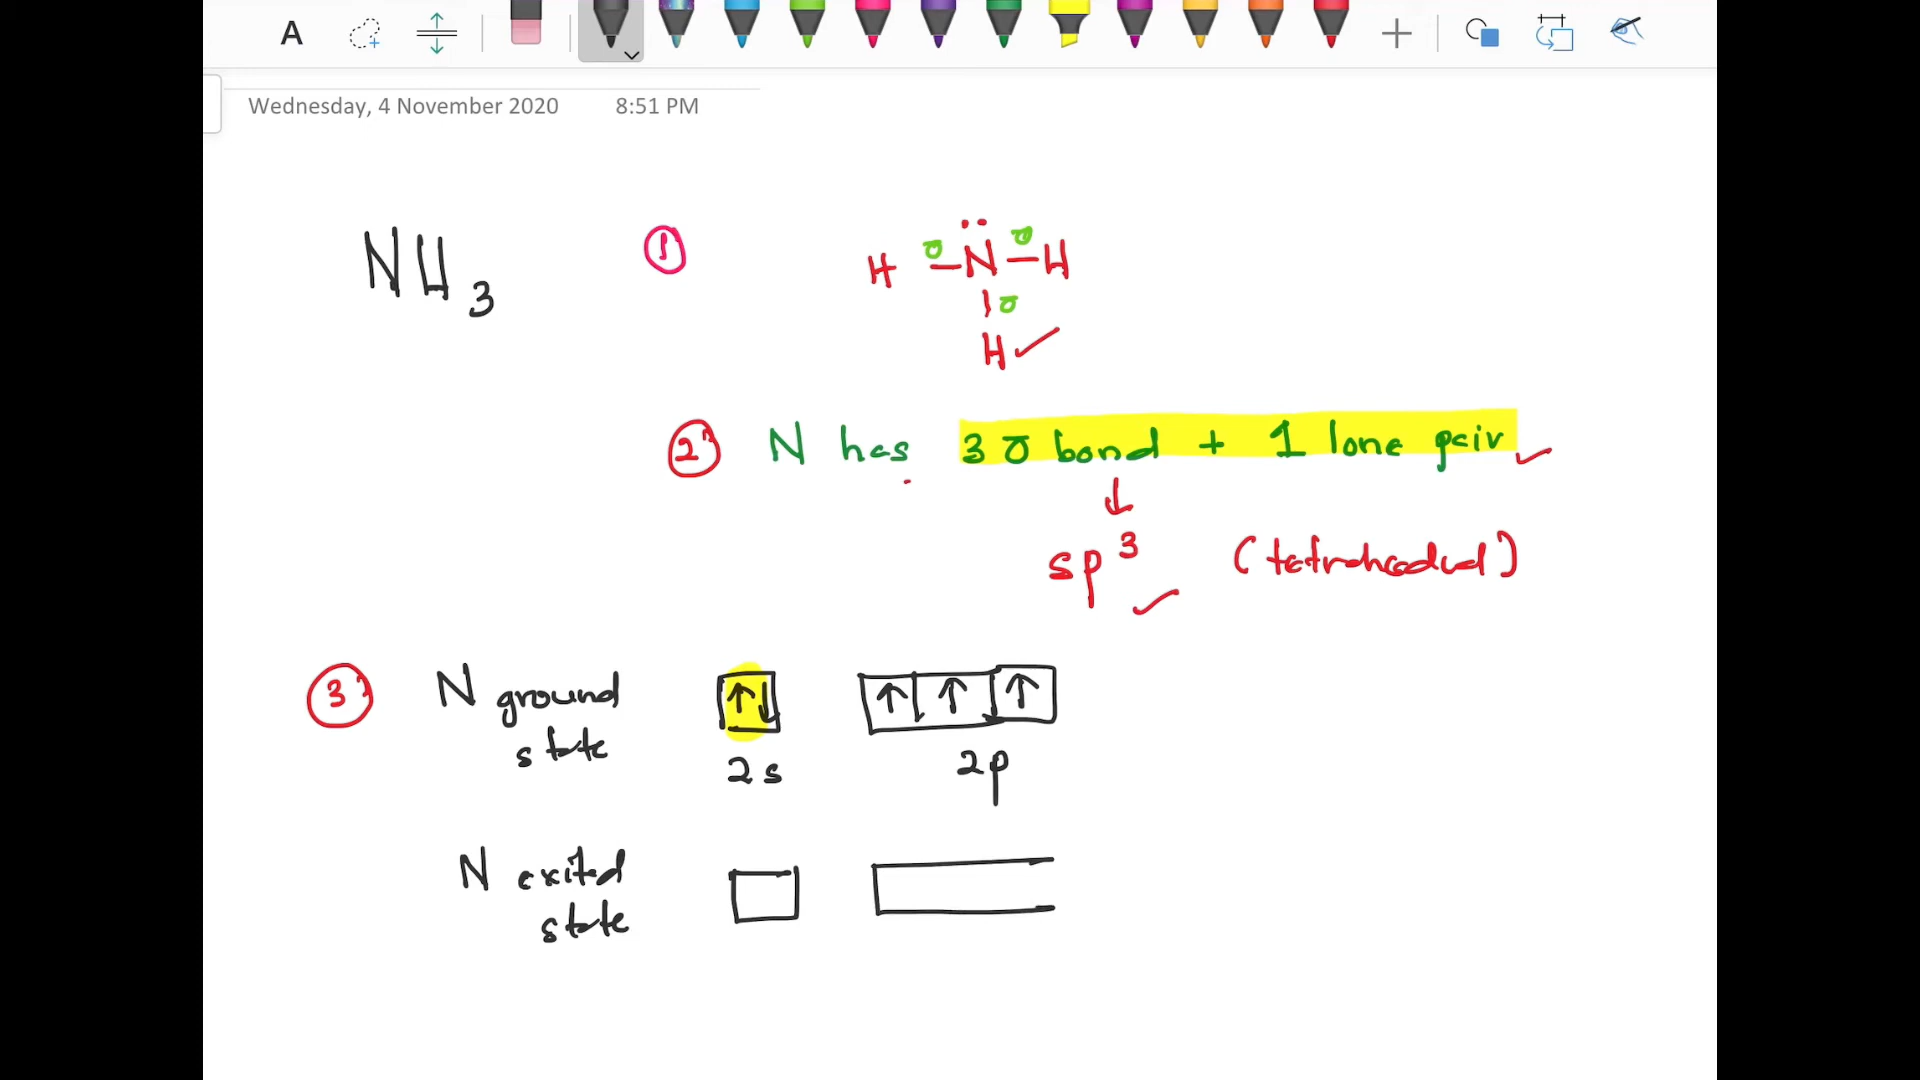 A
Wednesday, 4 November 2020 8:51 PM
NH3
1
H – N̈ – H
σ σ
| σ
H ✓
2 N has 3 σ bond + 1 lone pair ✓
↓
sp³ (tetrahedral)
✓
3 N ground state ↑↓ ↑ ↑ ↑
2s 2p
N exited state